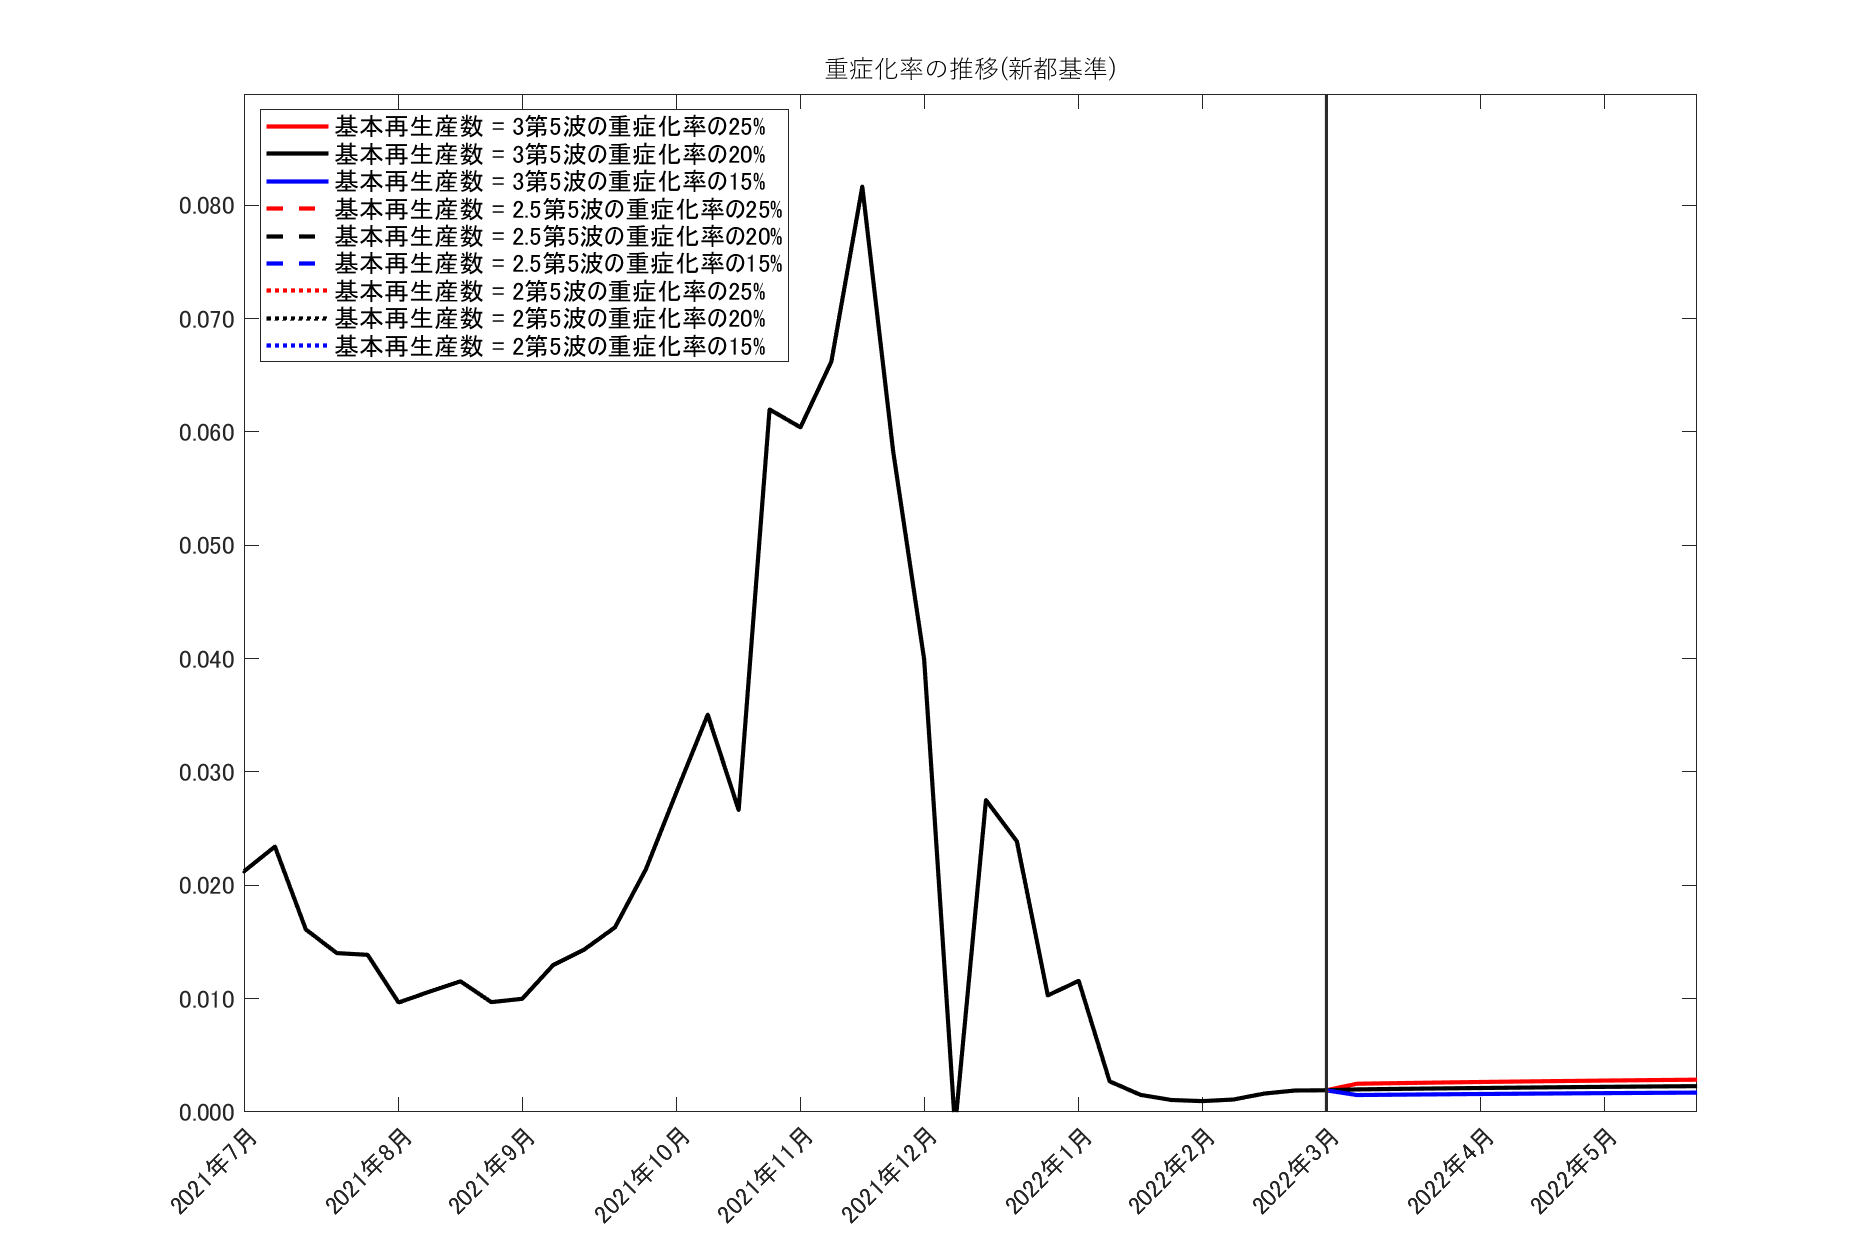 重症化率の推移(新都基準)
基本再生産数 = 3第5波の重症化率の25%
基本再生産数 = 3第5波の重症化率の20%
基本再生産数 = 3第5波の重症化率の15%
基本再生産数 = 2.5第5波の重症化率の25%
基本再生産数 = 2.5第5波の重症化率の20%
基本再生産数 = 2.5第5波の重症化率の15%
基本再生産数 = 2第5波の重症化率の25%
基本再生産数 = 2第5波の重症化率の20%
基本再生産数 = 2第5波の重症化率の15%
0.080
0.070
0.060
0.050
0.040
0.030
0.020
0.010
0.000
2021年7月
2021年8月
2021年9月
2021年10月
2021年11月
2021年12月
2022年1月
2022年2月
2022年3月
2022年4月
2022年5月